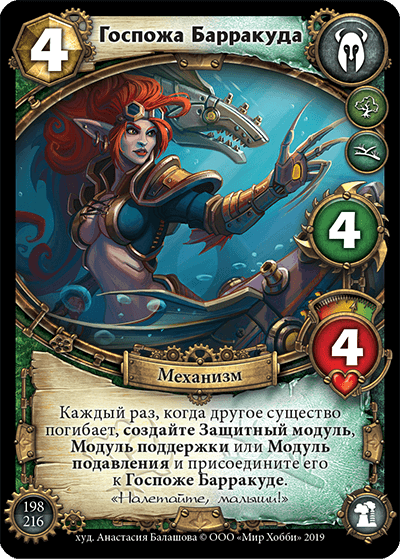 4
Госпожа Барракуда
4
4
Механизм
Каждый раз, когда другое существо
погибает, создайте Защитный модуль,
Модуль поддержки или Модуль
подавления и присоедините его
к Госпоже Барракуде.
«Налетайте, малыши!»
198
216
худ. Анастасия Балашова © ООО «Мир Хобби» 2019